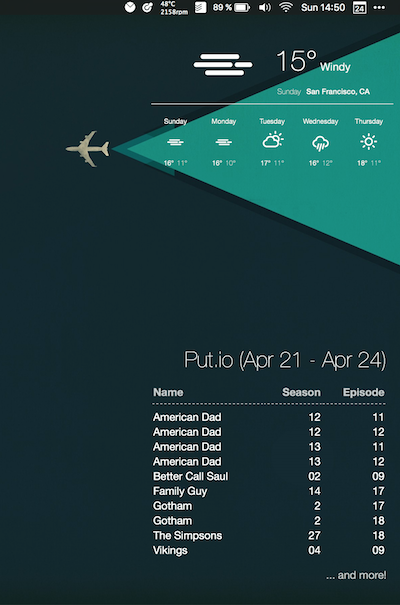 48°C
2158rpm
89 %
Sun 14:50
24
15° Windy
Sunday San Francisco, CA
Sunday Monday Tuesday Wednesday Thursday
16° 11° 16° 10° 17° 11° 16° 12° 18° 11°
Put.io (Apr 21 - Apr 24)
Name Season Episode
American Dad 12 11
American Dad 12 12
American Dad 13 11
American Dad 13 12
Better Call Saul 02 09
Family Guy 14 17
Gotham 2 17
Gotham 2 18
The Simpsons 27 18
Vikings 04 09
... and more!